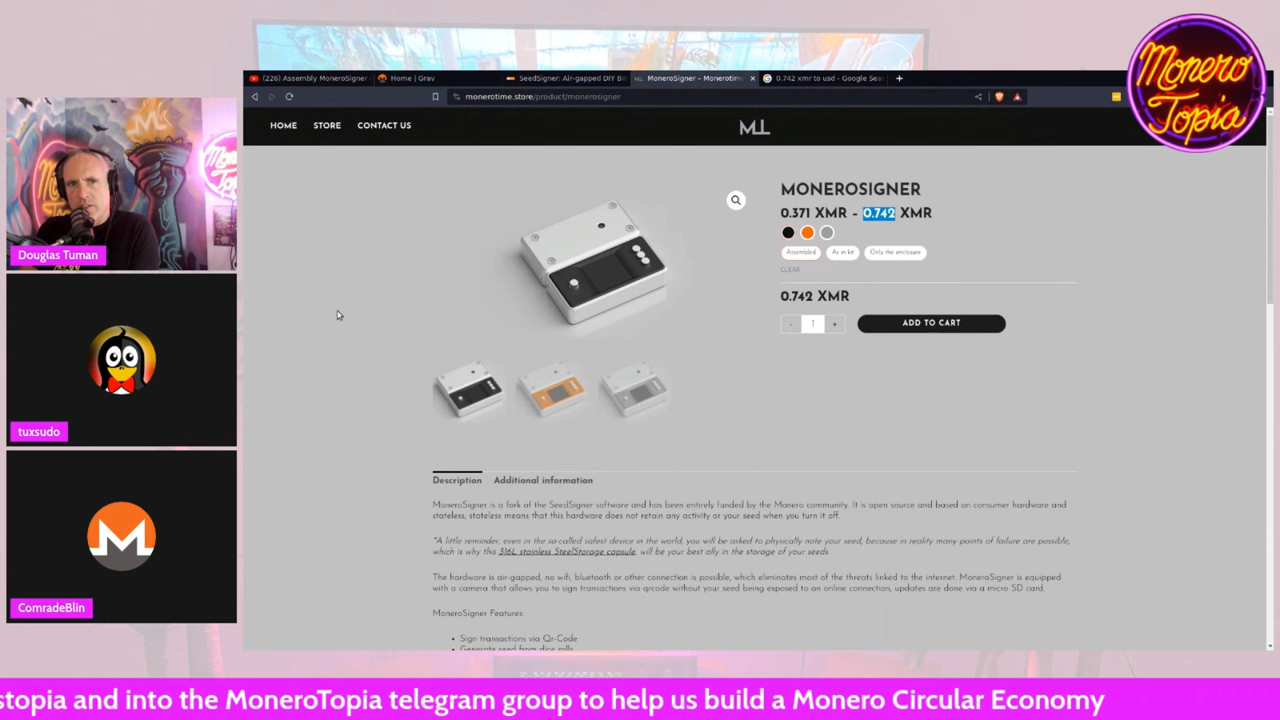 (226) Assembly MoneroSigner
Home | Grav
SeedSigner: Air-gapped DIY Bi
MoneroSigner – Monerotim
0.742 xmr to usd - Google Sea
monerotime.store/product/monerosigner
Monero
Topia
HOME
STORE
CONTACT US
MONEROSIGNER
0.371 XMR – 0.742 XMR
Assembled
As in kit
Only the enclosure
CLEAR
0.742 XMR
- 1 +
ADD TO CART
Douglas Tuman
tuxsudo
ComradeBlin
Description
Additional information
MoneroSigner is a fork of the SeedSigner software and has been entirely funded by the Monero community. It is open source and based on consumer hardware and
stateless, stateless means that this hardware does not retain any activity or your seed when you turn it off.
*A little reminder, even in the so-called safest device in the world, you will be asked to physically note your seed, because in reality many points of failure are possible,
which is why this 316L stainless SteelStorage capsule, will be your best ally in the storage of your seeds.
The hardware is air-gapped, no wifi, bluetooth or other connection is possible, which eliminates most of the threats linked to the internet. MoneroSigner is equipped
with a camera that allows you to sign transactions via qrcode without your seed being exposed to an online connection, updates are done via a micro SD card.
MoneroSigner Features:
• Sign transactions via Qr-Code
• Generate seed from dice rolls
stopia and into the MoneroTopia telegram group to help us build a Monero Circular Economy